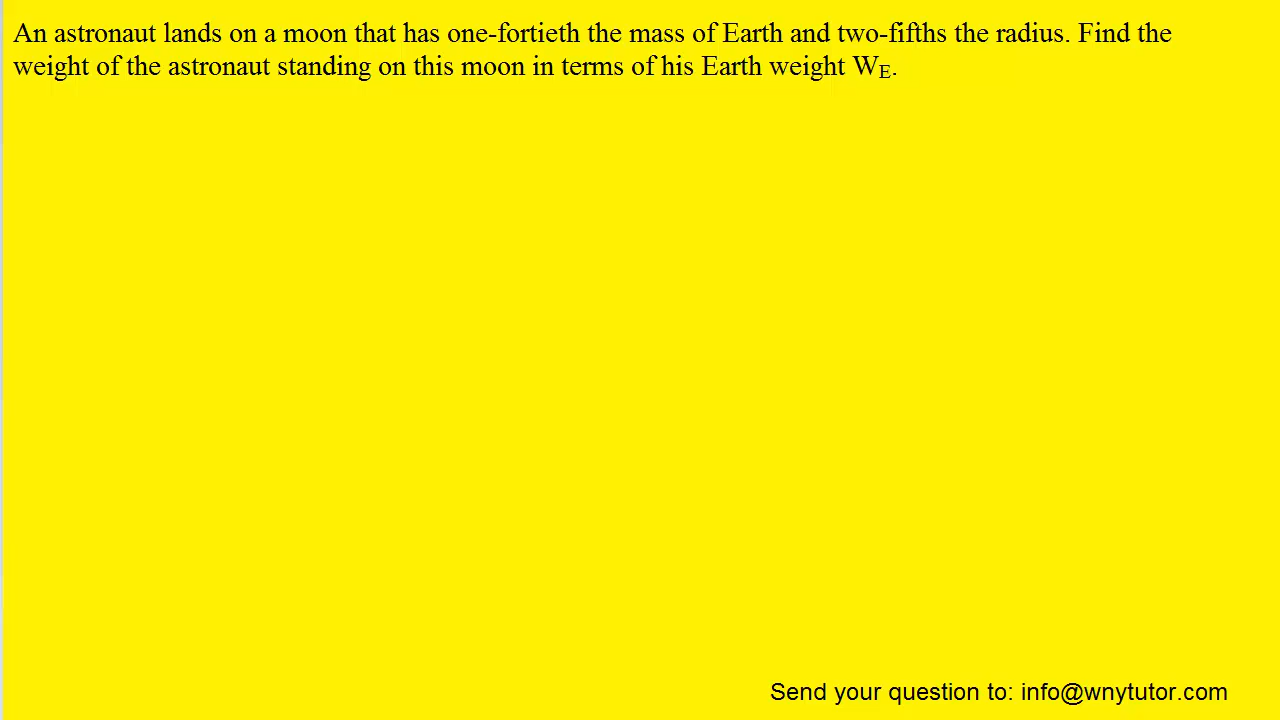 An astronaut lands on a moon that has one-fortieth the mass of Earth and two-fifths the radius. Find the
weight of the astronaut standing on this moon in terms of his Earth weight W_E.
Send your question to: info@wnytutor.com